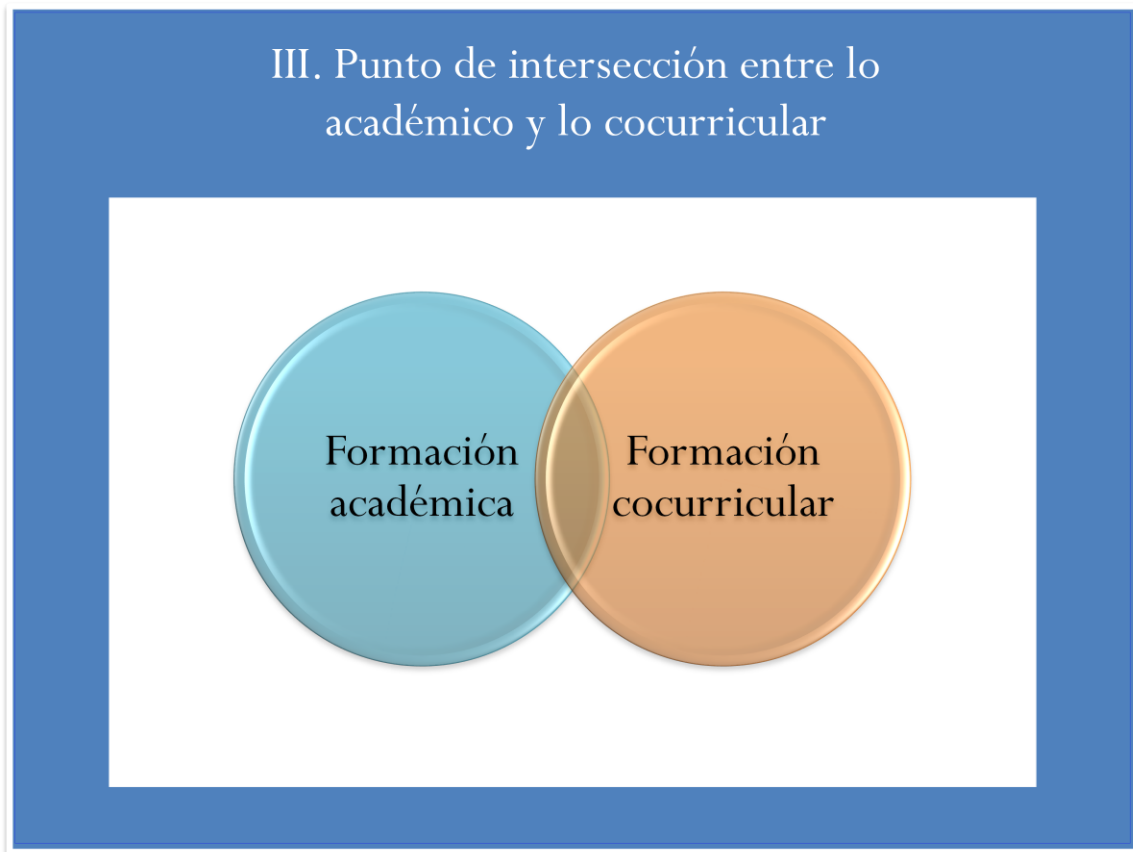 III. Punto de intersección entre lo
académico y lo cocurricular
Formación
académica
Formación
cocurricular